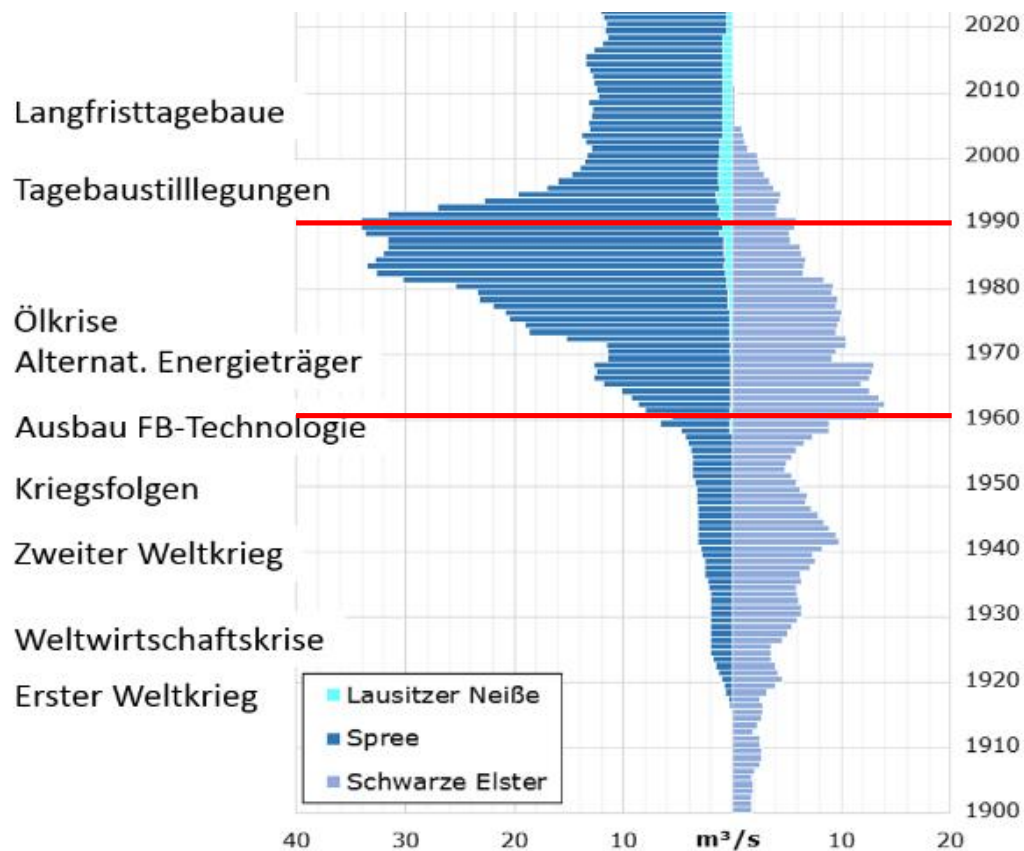 2020
2010
Langfristtagebaue
2000
Tagebaustilllegungen
1990
1980
Ölkrise
1970
Alternat. Energieträger
1960
Ausbau FB-Technologie
1950
Kriegsfolgen
1940
Zweiter Weltkrieg
1930
Weltwirtschaftskrise
1920
Erster Weltkrieg
Lausitzer Neiße
Spree
Schwarze Elster
1910
1900
40 30 20 10 m³/s 10 20